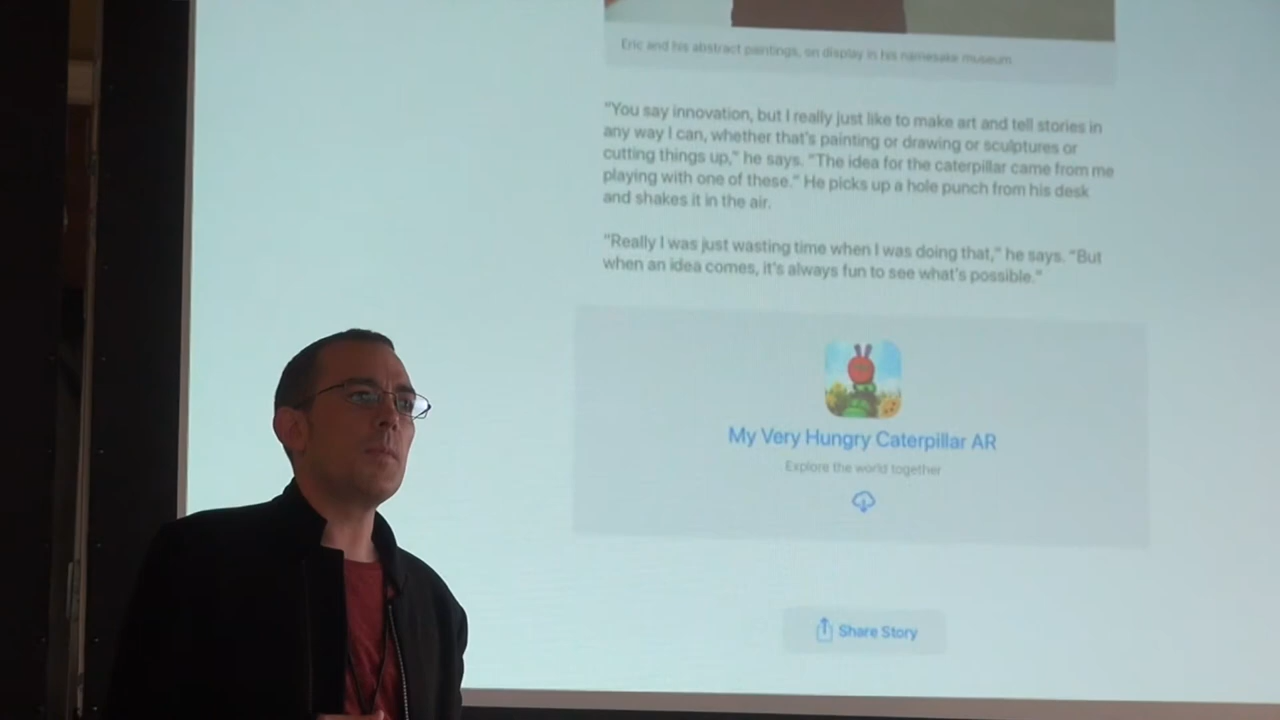 Eric and his abstract paintings, on display in his namesake museum
“You say innovation, but I really just like to make art and tell stories in
any way I can, whether that's painting or drawing or sculptures or
cutting things up,” he says. “The idea for the caterpillar came from me
playing with one of these.” He picks up a hole punch from his desk
and shakes it in the air.
“Really I was just wasting time when I was doing that,” he says. “But
when an idea comes, it's always fun to see what's possible.”
My Very Hungry Caterpillar AR
Explore the world together
Share Story